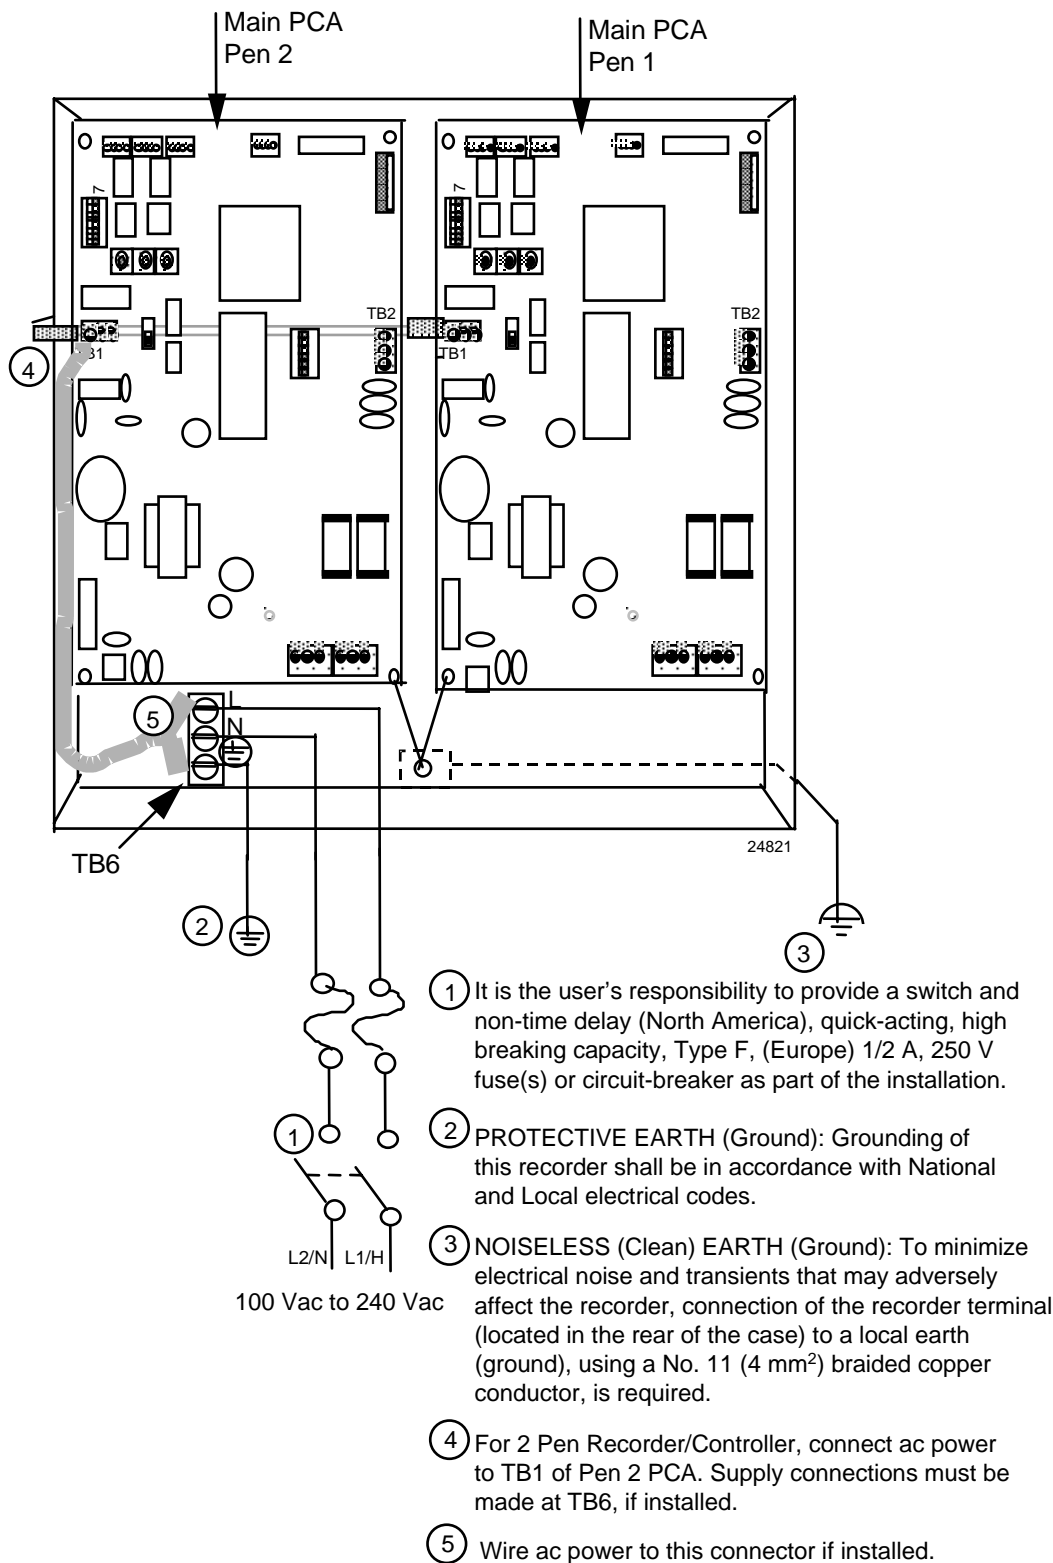 Main PCA
Pen 2
Main PCA
Pen 1
7
7
TB2
TB2
TB1
TB1
4
5
L
N
TB6
24821
2
3
1
L2/N
L1/H
100 Vac to 240 Vac
1 It is the user's responsibility to provide a switch and
non-time delay (North America), quick-acting, high
breaking capacity, Type F, (Europe) 1/2 A, 250 V
fuse(s) or circuit-breaker as part of the installation.
2 PROTECTIVE EARTH (Ground): Grounding of
this recorder shall be in accordance with National
and Local electrical codes.
3 NOISELESS (Clean) EARTH (Ground): To minimize
electrical noise and transients that may adversely
affect the recorder, connection of the recorder terminal
(located in the rear of the case) to a local earth
(ground), using a No. 11 (4 mm²) braided copper
conductor, is required.
4 For 2 Pen Recorder/Controller, connect ac power
to TB1 of Pen 2 PCA. Supply connections must be
made at TB6, if installed.
5 Wire ac power to this connector if installed.